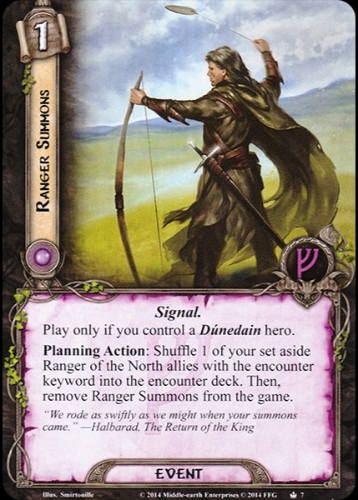 1
RANGER SUMMONS
Signal.
Play only if you control a Dúnedain hero.
Planning Action: Shuffle 1 of your set aside
Ranger of the North allies with the encounter
keyword into the encounter deck. Then,
remove Ranger Summons from the game.
“We rode as swiftly as we might when your summons
came.” —Halbarad, The Return of the King
EVENT
Illus. Smirtouille
© 2014 Middle-earth Enterprises © 2014 FFG
7